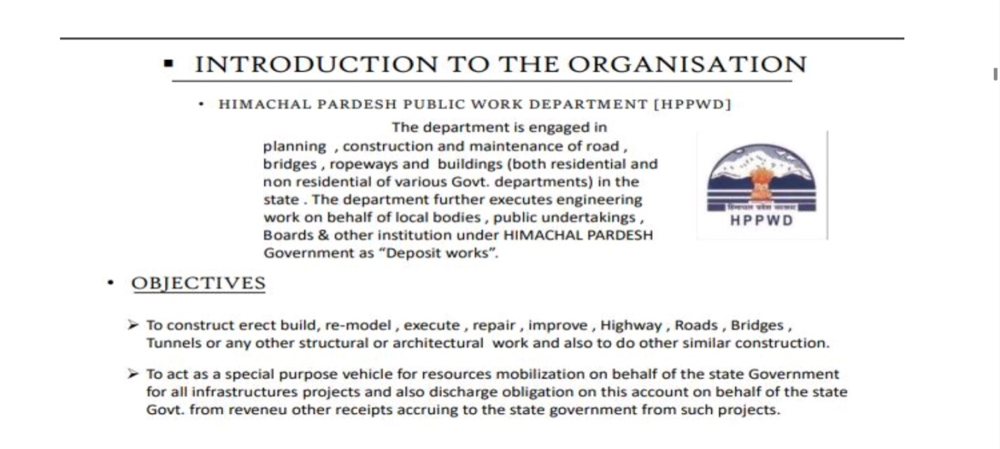 ▪ INTRODUCTION TO THE ORGANISATION
• HIMACHAL PARDESH PUBLIC WORK DEPARTMENT [HPPWD]
The department is engaged in
planning , construction and maintenance of road ,
bridges , ropeways and buildings (both residential and
non residential of various Govt. departments) in the
state . The department further executes engineering
work on behalf of local bodies , public undertakings ,
Boards & other institution under HIMACHAL PARDESH
Government as “Deposit works”.
हिमाचल प्रदेश सरकार
HPPWD
• OBJECTIVES
➢ To construct erect build, re-model , execute , repair , improve , Highway , Roads , Bridges ,
Tunnels or any other structural or architectural work and also to do other similar construction.
➢ To act as a special purpose vehicle for resources mobilization on behalf of the state Government
for all infrastructures projects and also discharge obligation on this account on behalf of the state
Govt. from reveneu other receipts accruing to the state government from such projects.